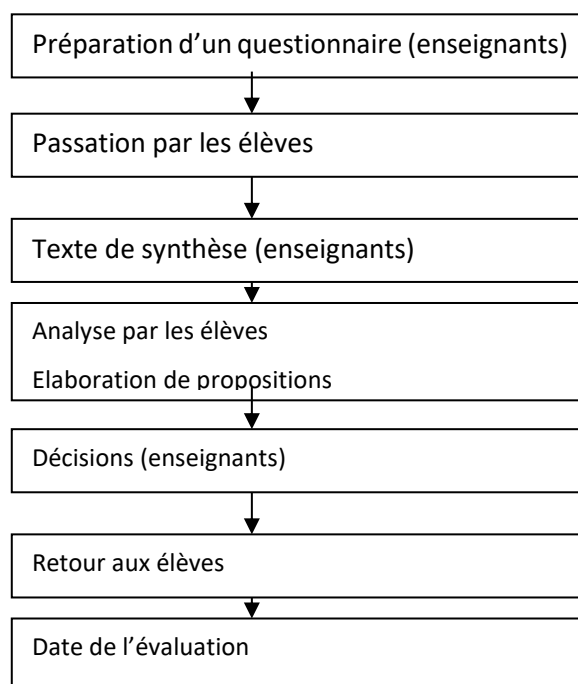 Préparation d’un questionnaire (enseignants)
Passation par les élèves
Texte de synthèse (enseignants)
Analyse par les élèves
Elaboration de propositions
Décisions (enseignants)
Retour aux élèves
Date de l’évaluation